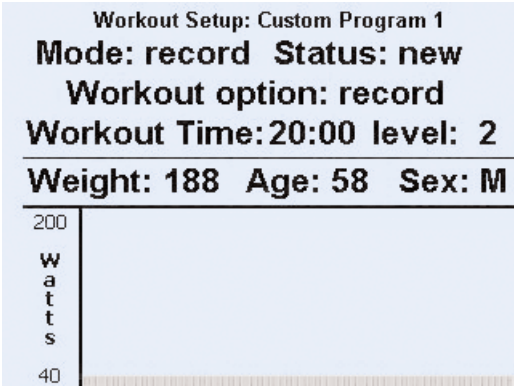 Workout Setup: Custom Program 1
Mode: record Status: new
Workout option: record
Workout Time: 20:00 level: 2
Weight: 188 Age: 58 Sex: M
200
Watts
40